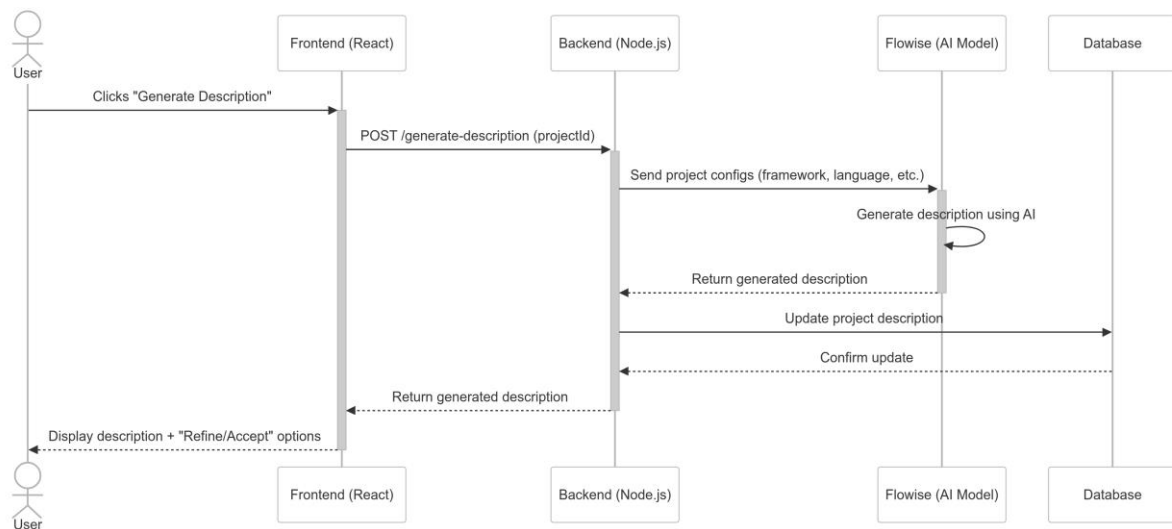 Frontend (React)
Backend (Node.js)
Flowise (AI Model)
Database
User
Clicks "Generate Description"
POST /generate-description (projectId)
Send project configs (framework, language, etc.)
Generate description using AI
Return generated description
Update project description
Confirm update
Return generated description
Display description + "Refine/Accept" options
Frontend (React)
Backend (Node.js)
Flowise (AI Model)
Database
User